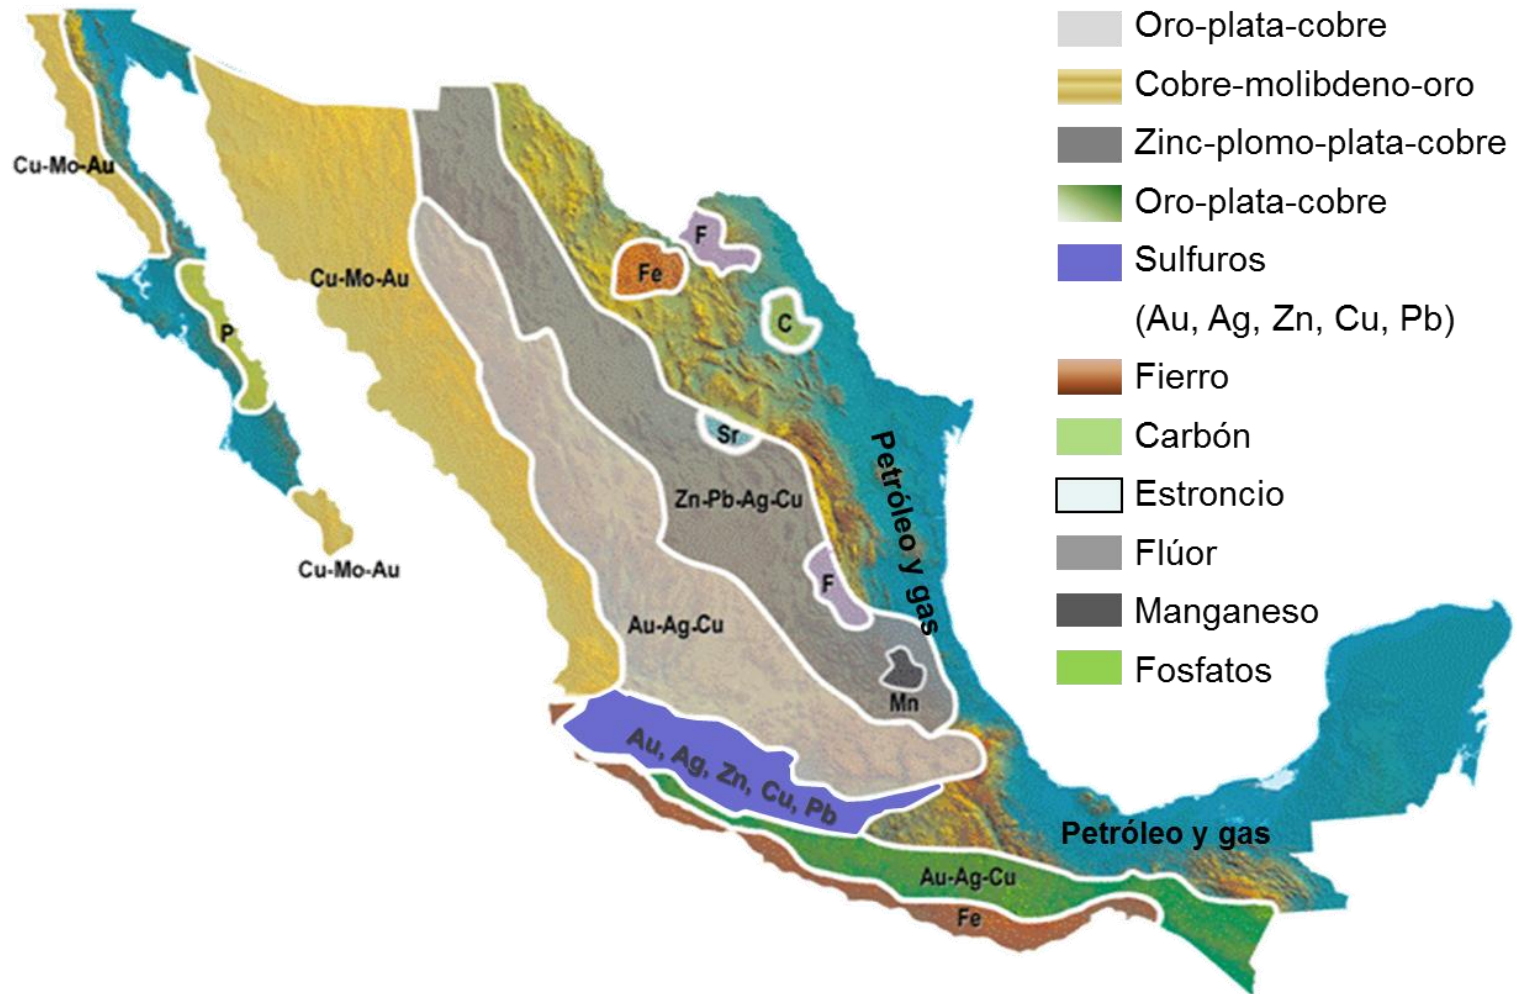 Oro-plata-cobre
Cobre-molibdeno-oro
Zinc-plomo-plata-cobre
Oro-plata-cobre
Sulfuros
(Au, Ag, Zn, Cu, Pb)
Fierro
Carbón
Estroncio
Flúor
Manganeso
Fosfatos
Cu-Mo-Au
Cu-Mo-Au
P
Cu-Mo-Au
F
Fe
C
Sr
Petróleo y gas
Zn-Pb-Ag-Cu
F
Au-Ag-Cu
Mn
Au, Ag, Zn, Cu, Pb
Petróleo y gas
Au-Ag-Cu
Fe